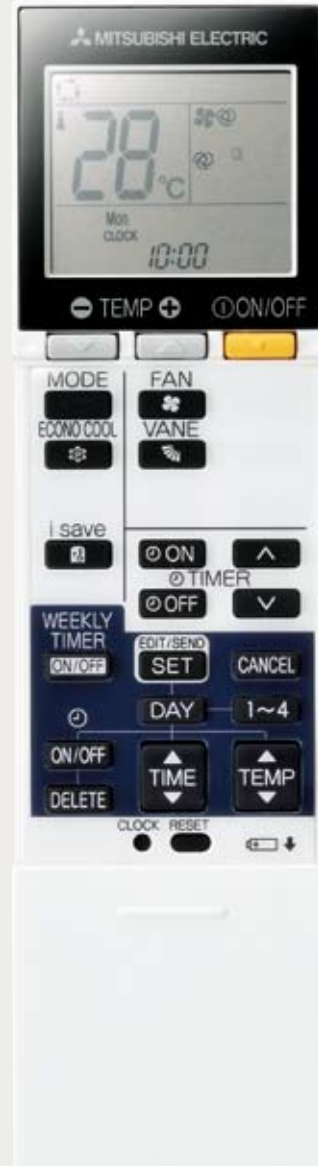 MITSUBISHI ELECTRIC
28°C
Mon
CLOCK
10:00
TEMP ON/OFF
MODE FAN
ECONO COOL VANE
i save
ON
TIMER
OFF
WEEKLY
TIMER
ON/OFF
EDIT/SEND
SET CANCEL
DAY 1~4
ON/OFF TIME TEMP
DELETE
CLOCK RESET